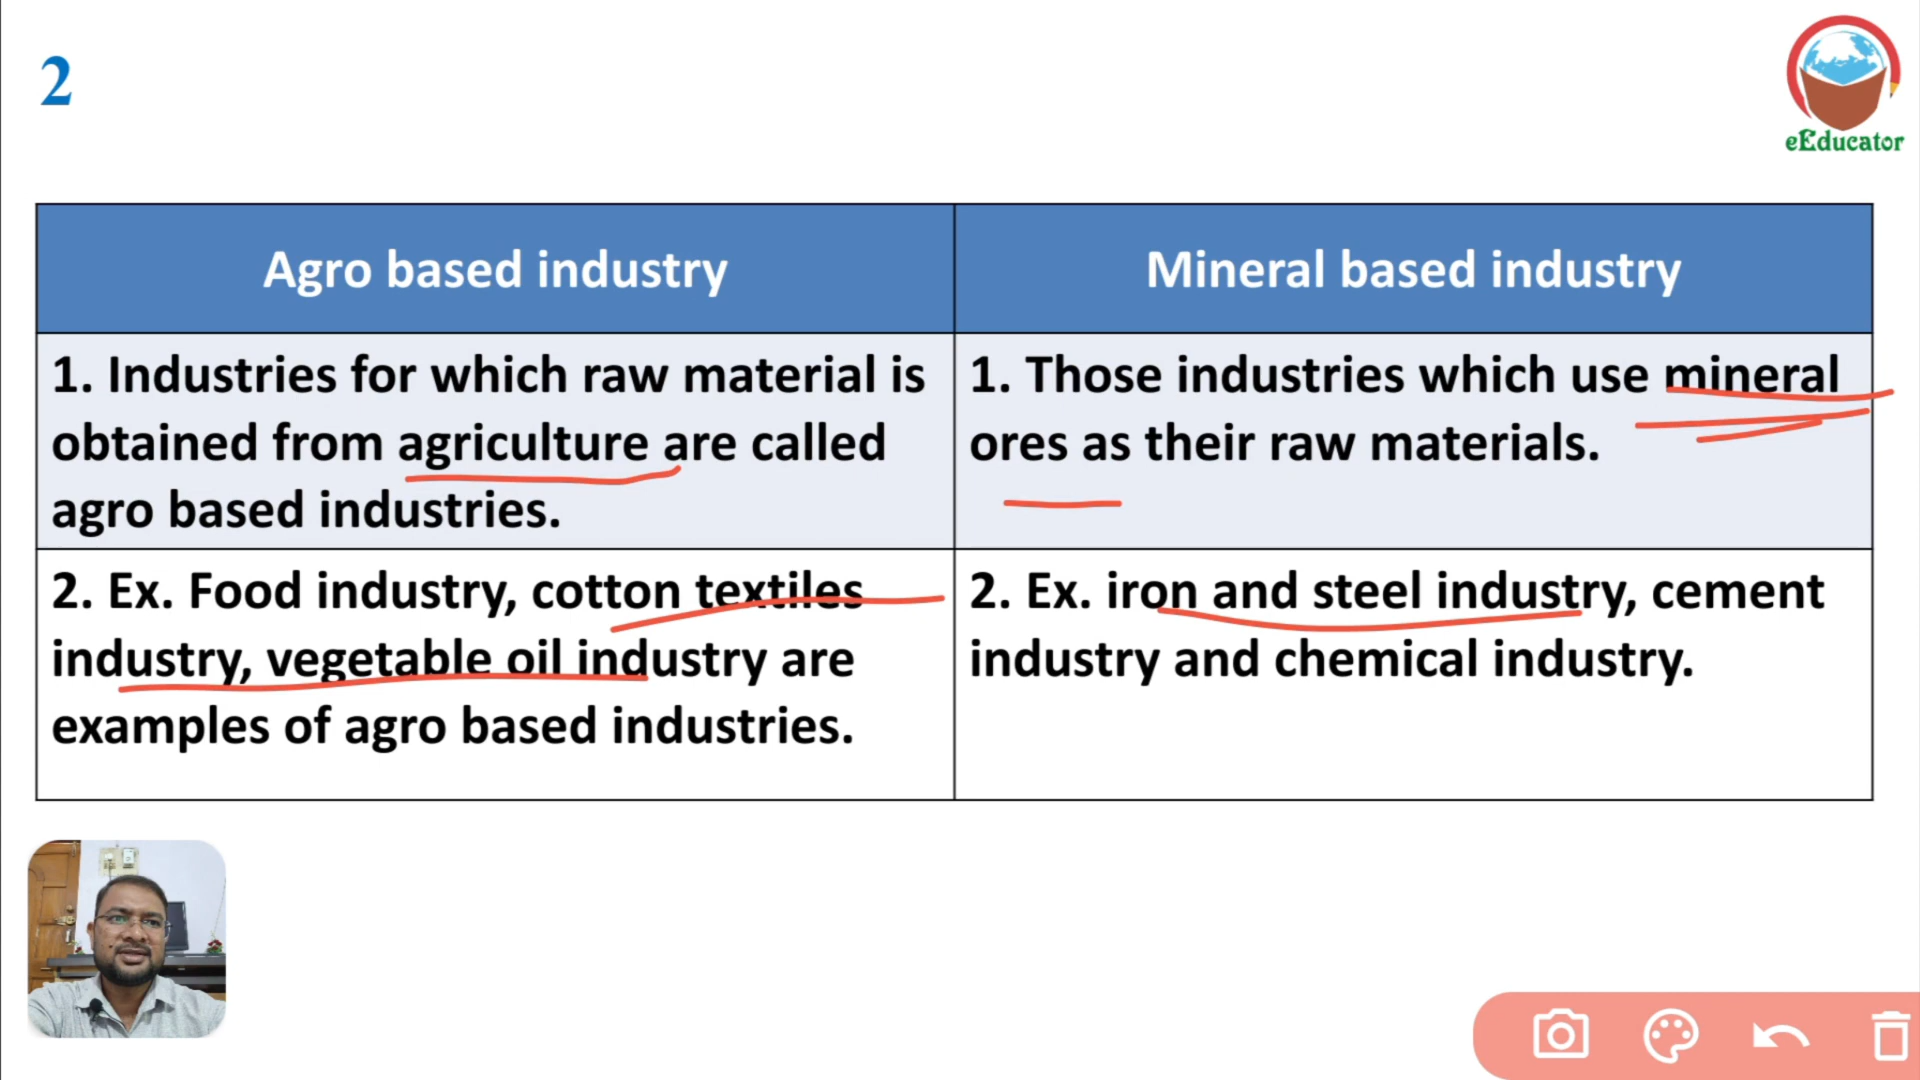 2
eEducator
Agro based industry
Mineral based industry
1. Industries for which raw material is
obtained from agriculture are called
agro based industries.
1. Those industries which use mineral
ores as their raw materials.
2. Ex. Food industry, cotton textiles
industry, vegetable oil industry are
examples of agro based industries.
2. Ex. iron and steel industry, cement
industry and chemical industry.